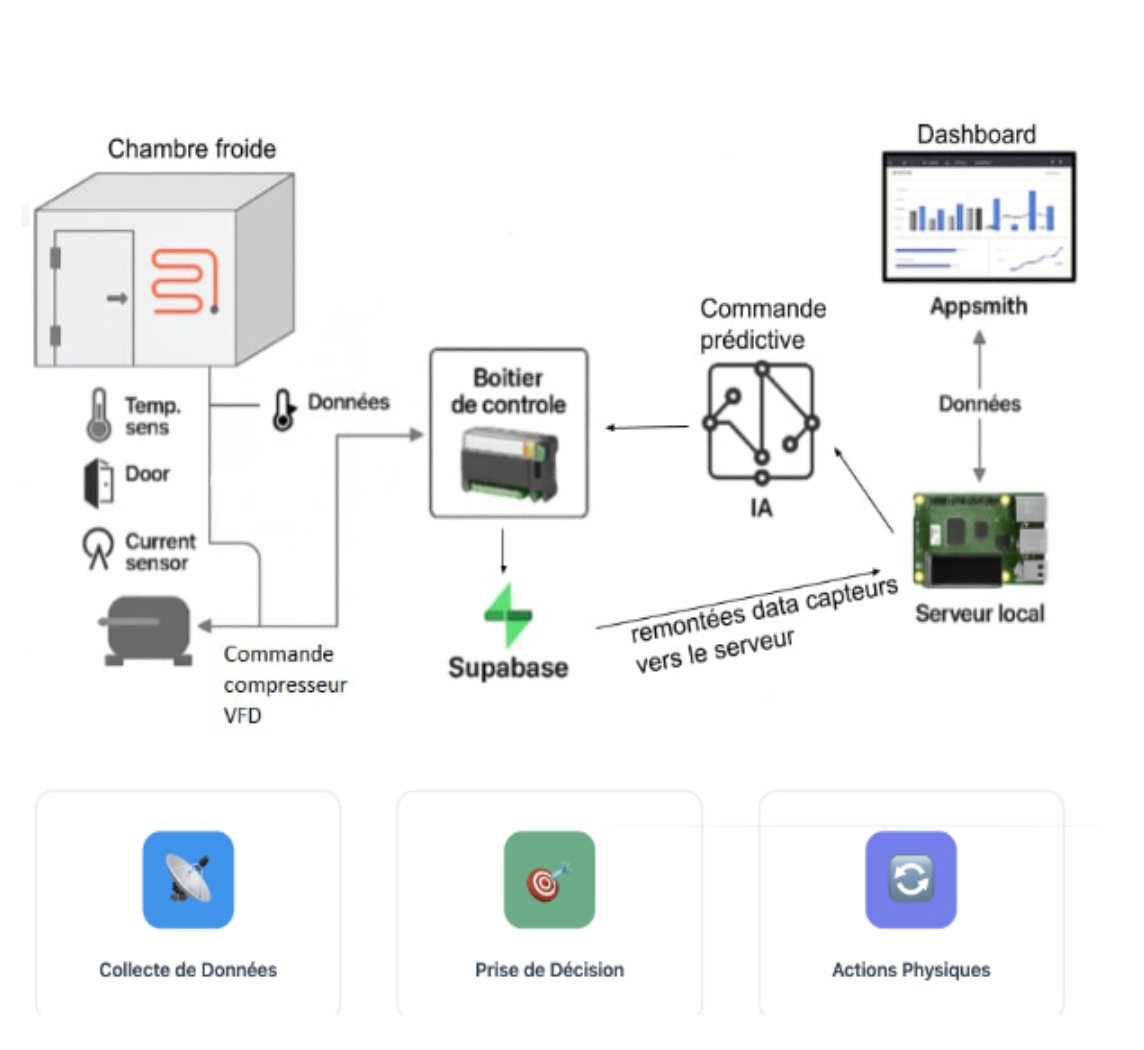 Chambre froide
Dashboard
Appsmith
Commande
prédictive
IA
Boitier
de controle
Données
Temp.
sens
Door
Current
sensor
Données
Serveur local
remontées data capteurs
vers le serveur
Supabase
Commande
compresseur
VFD
Collecte de Données
Prise de Décision
Actions Physiques